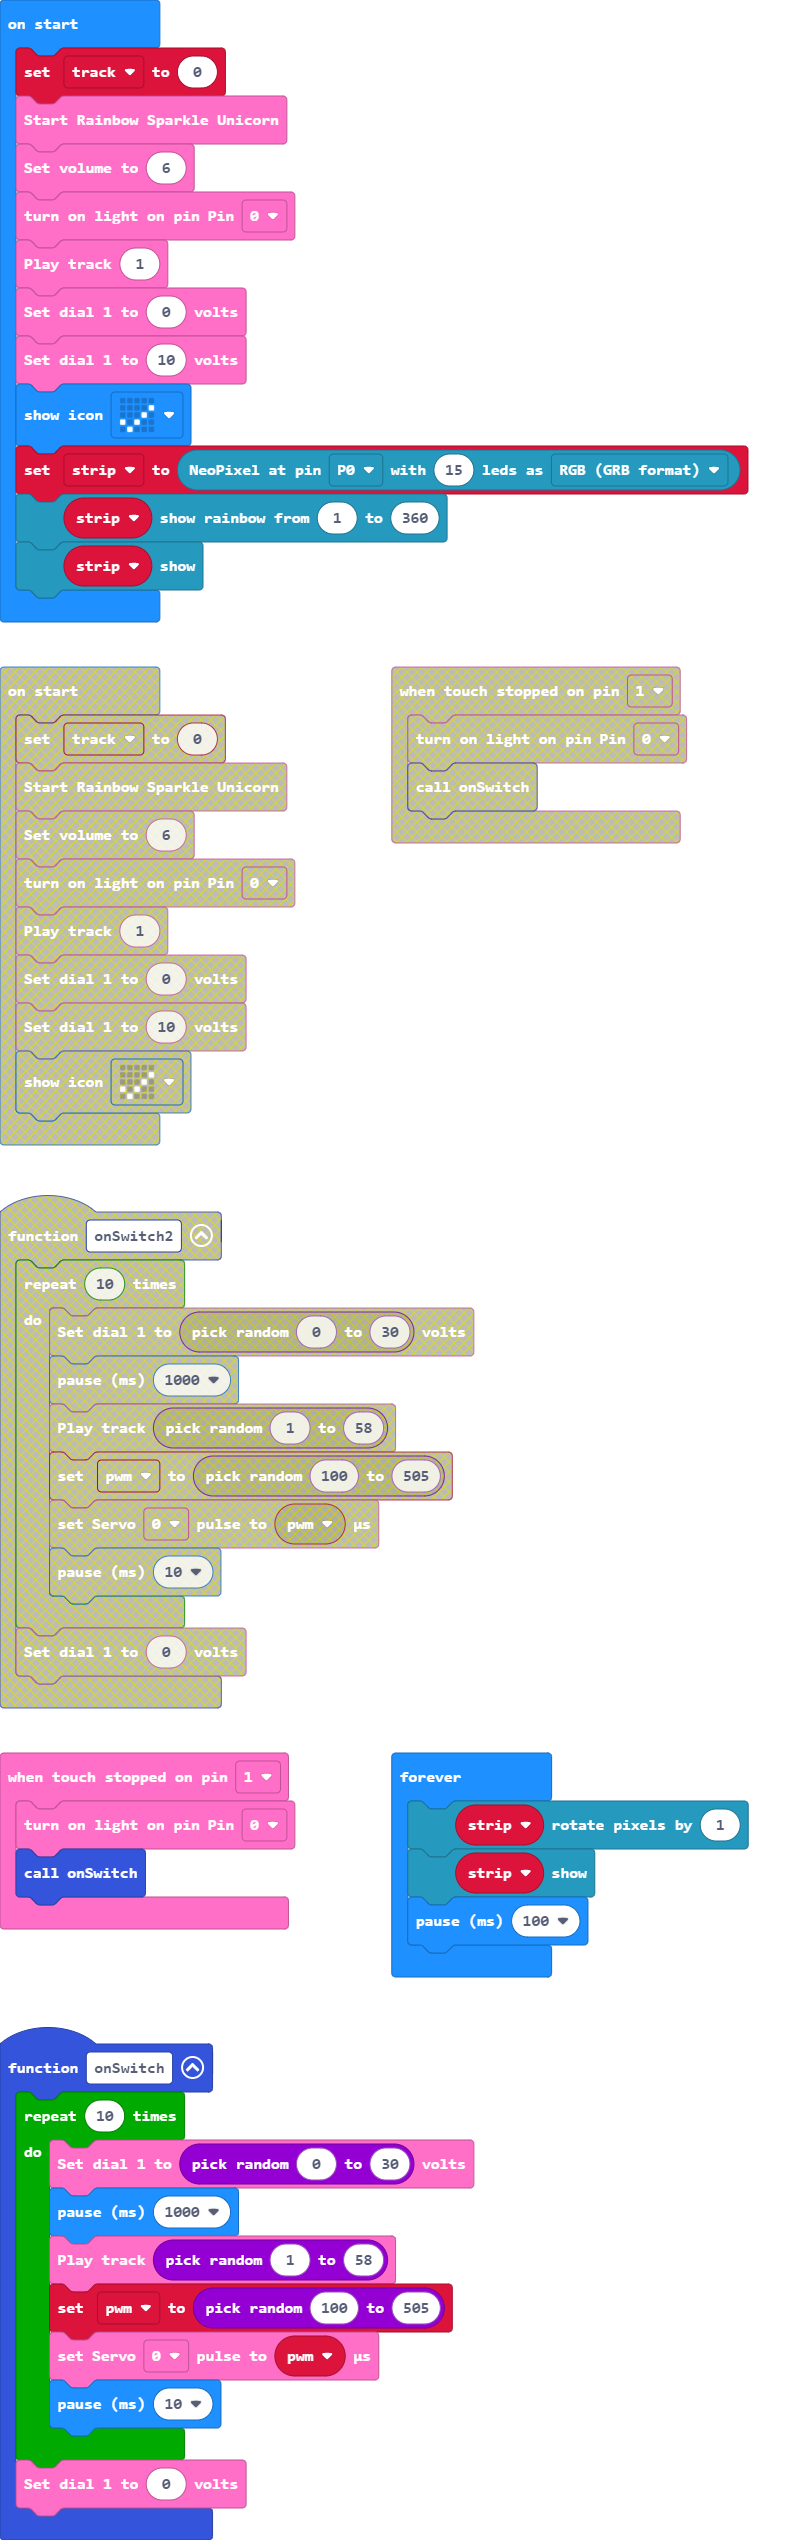 on start
set track to 0
Start Rainbow Sparkle Unicorn
Set volume to 6
turn on light on pin Pin 0
Play track 1
Set dial 1 to 0 volts
Set dial 1 to 10 volts
show icon
set strip to NeoPixel at pin P0 with 15 leds as RGB (GRB format)
strip show rainbow from 1 to 360
strip show
on start
set track to 0
Start Rainbow Sparkle Unicorn
Set volume to 6
turn on light on pin Pin 0
Play track 1
Set dial 1 to 0 volts
Set dial 1 to 10 volts
show icon
when touch stopped on pin 1
turn on light on pin Pin 0
call onSwitch
function onSwitch2
repeat 10 times
do
Set dial 1 to pick random 0 to 30 volts
pause (ms) 1000
Play track pick random 1 to 58
set pwm to pick random 100 to 505
set Servo 0 pulse to pwm µs
pause (ms) 10
Set dial 1 to 0 volts
when touch stopped on pin 1
turn on light on pin Pin 0
call onSwitch
forever
strip rotate pixels by 1
strip show
pause (ms) 100
function onSwitch
repeat 10 times
do
Set dial 1 to pick random 0 to 30 volts
pause (ms) 1000
Play track pick random 1 to 58
set pwm to pick random 100 to 505
set Servo 0 pulse to pwm µs
pause (ms) 10
Set dial 1 to 0 volts